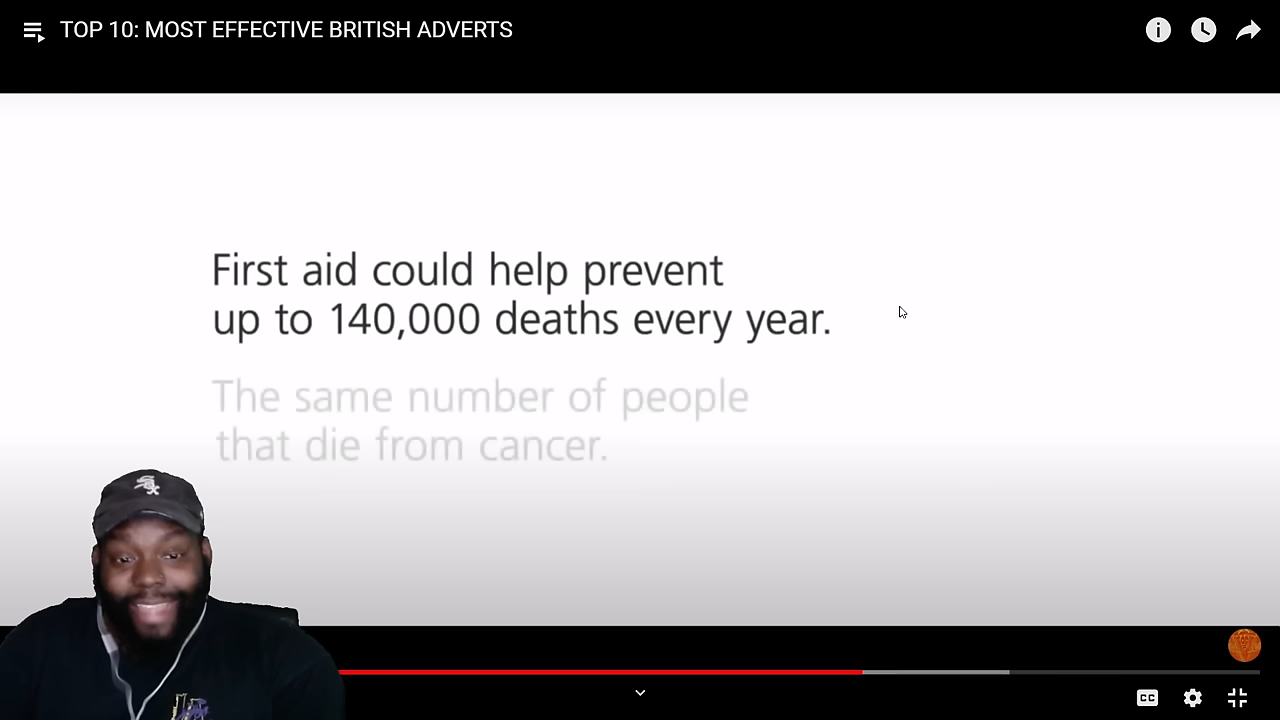 TOP 10: MOST EFFECTIVE BRITISH ADVERTS
First aid could help prevent
up to 140,000 deaths every year.
The same number of people
that die from cancer.
CC